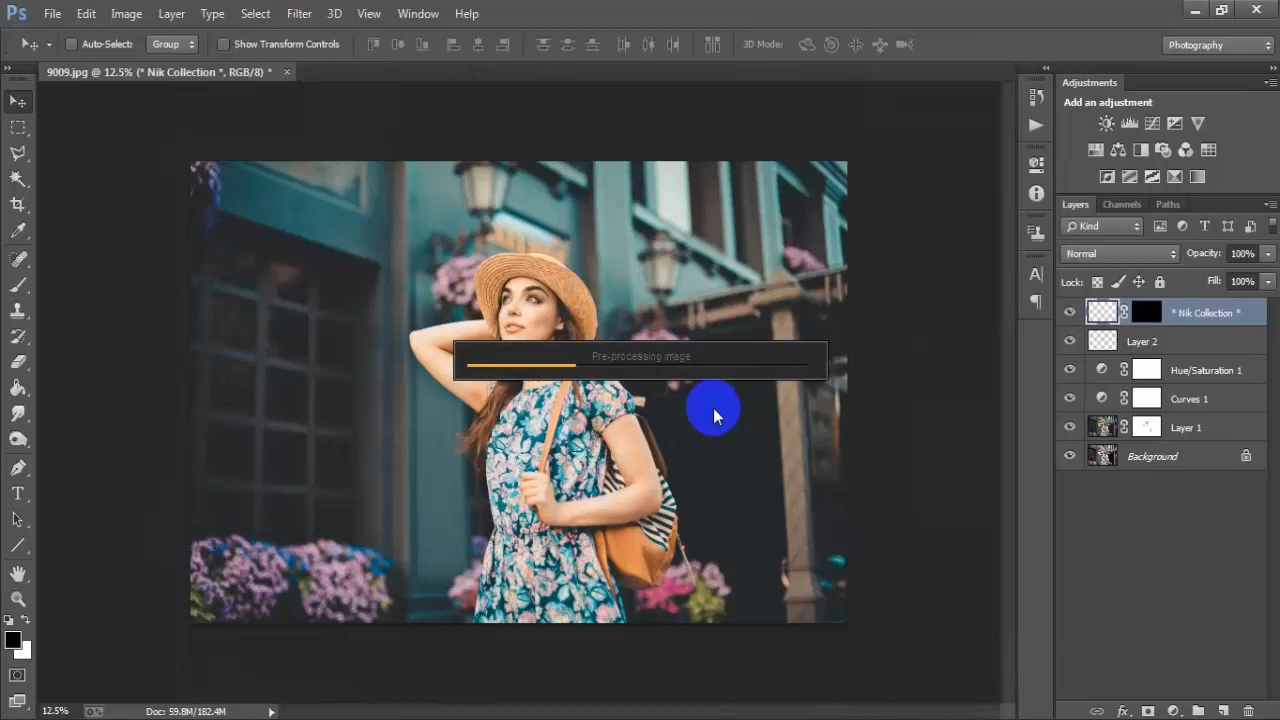 Ps File Edit Image Layer Type Select Filter 3D View Window Help
Auto-Select: Group Show Transform Controls 3D Mode: Photography
9009.jpg @ 12.5% (* Nik Collection *, RGB/8) *
Adjustments
Add an adjustment
Layers Channels Paths
Kind
Normal Opacity: 100%
Lock: Fill: 100%
* Nik Collection *
Layer 2
Pre-processing image
Hue/Saturation 1
Curves 1
Layer 1
Background
12.5% Doc: 59.8M/182.4M